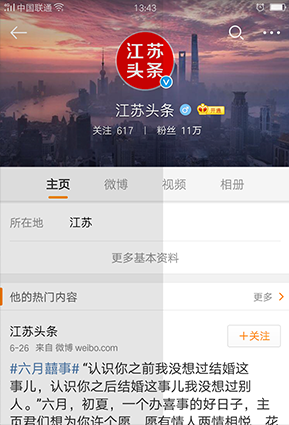 中国联通
13:43
江苏
头条
V
江苏头条
开通
关注 617 | 粉丝 11万
主页 微博 视频 相册
所在地 江苏
更多基本资料
他的热门内容 更多
江苏头条
+关注
6-26 来自 微博 weibo.com
#六月囍事# “认识你之前我没想过结婚这
事儿，认识你之后结婚这事儿我没想过别
人。”六月，初夏，一个办喜事的好日子，主
页君们想为你许个愿，愿有情人两情相悦，花